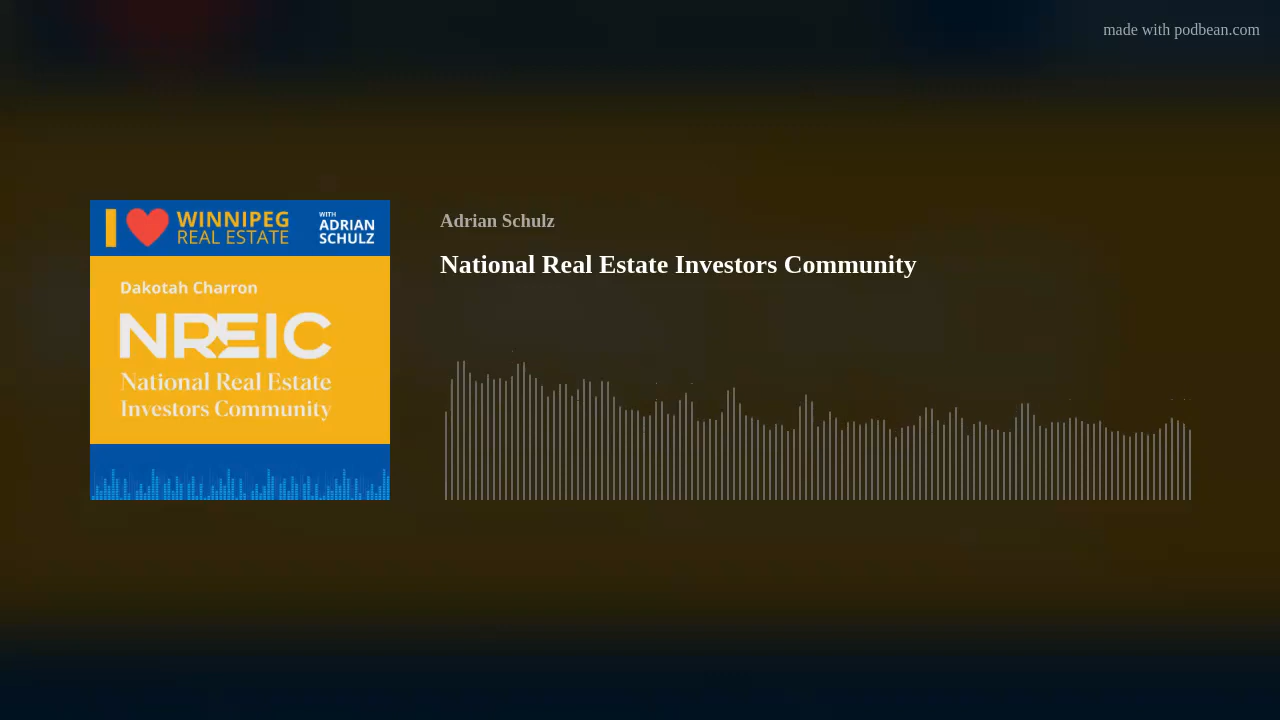 made with podbean.com
I WINNIPEG
REAL ESTATE
WITH
ADRIAN
SCHULZ
Dakotah Charron
NREIC
National Real Estate
Investors Community
Adrian Schulz
National Real Estate Investors Community